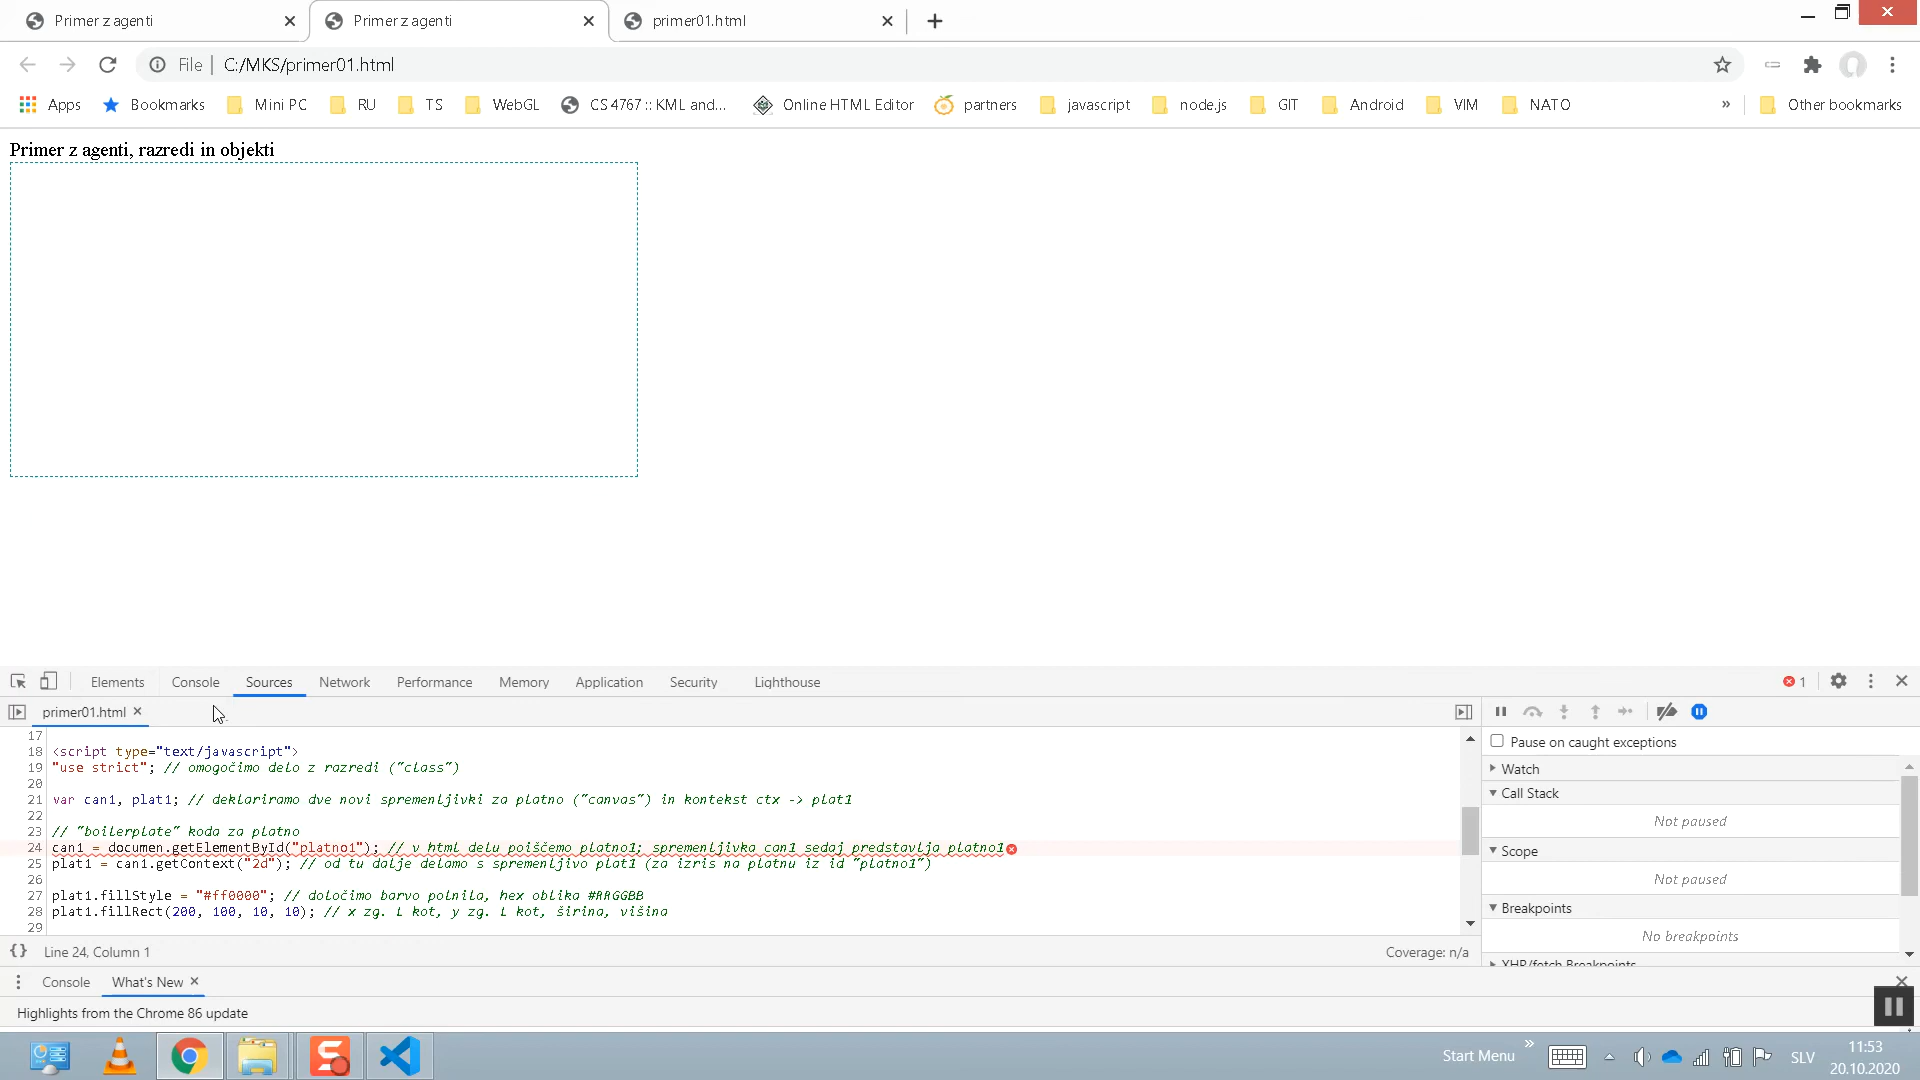 Primer z agenti
Primer z agenti
primer01.html
File | C:/MKS/primer01.html
Apps Bookmarks Mini PC RU TS WebGL CS 4767 :: KML and... Online HTML Editor partners javascript node.js GIT Android VIM NATO » Other bookmarks
Primer z agenti, razredi in objekti
Elements Console Sources Network Performance Memory Application Security Lighthouse 1
primer01.html
17
18 <script type="text/javascript">
19 "use strict"; // omogočimo delo z razredi ("class")
20
21 var can1, plat1; // deklariramo dve novi spremenljivki za platno ("canvas") in kontekst ctx -> plat1
22
23 // "boilerplate" koda za platno
24 can1 = documen.getElementById("platno1"); // v html delu poiščemo platno1; spremenljivka can1 sedaj predstavlja platno1
25 plat1 = can1.getContext("2d"); // od tu dalje delamo s spremenljivo plat1 (za izris na platnu iz id "platno1")
26
27 plat1.fillStyle = "#ff0000"; // določimo barvo polnila, hex oblika #RRGGBB
28 plat1.fillRect(200, 100, 10, 10); // x zg. L kot, y zg. L kot, širina, višina
29
{} Line 24, Column 1
Coverage: n/a
Pause on caught exceptions
Watch
Call Stack
Not paused
Scope
Not paused
Breakpoints
No breakpoints
XHR/fetch Breakpoints
Console What's New
Highlights from the Chrome 86 update
Start Menu » SLV
11:53
20.10.2020